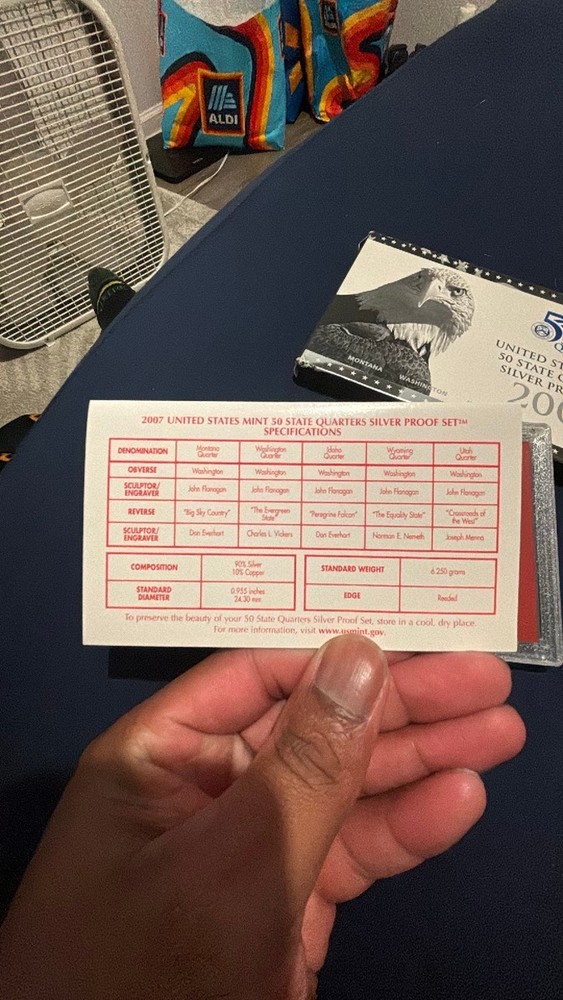 ALDI
MONTANA WASHINGTON
UNITED ST
50 STATE Q
SILVER PR
200
2007 UNITED STATES MINT 50 STATE QUARTERS SILVER PROOF SET™
SPECIFICATIONS
DENOMINATION Montana Quarter Washington Quarter Idaho Quarter Wyoming Quarter Utah Quarter
OBVERSE Washington Washington Washington Washington Washington
SCULPTOR/ENGRAVER John Flanagan John Flanagan John Flanagan John Flanagan John Flanagan
REVERSE "Big Sky Country" "The Evergreen State" "Peregrine Falcon" "The Equality State" "Crossroads of the West"
SCULPTOR/ENGRAVER Don Everhart Charles L. Vickers Don Everhart Norman E. Nemeth Joseph Menna
COMPOSITION 90% Silver 10% Copper
STANDARD DIAMETER 0.955 inches 24.30 mm
STANDARD WEIGHT 6.250 grams
EDGE Reeded
To preserve the beauty of your 50 State Quarters Silver Proof Set, store in a cool, dry place.
For more information, visit www.usmint.gov.